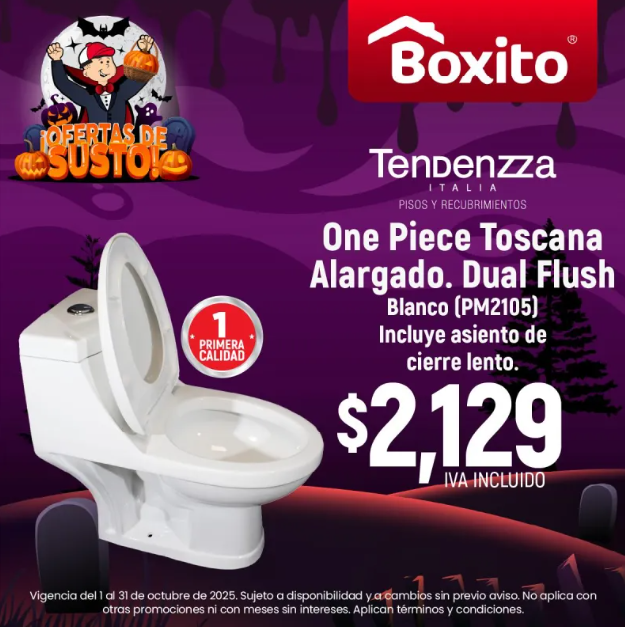 ¡OFERTAS DE
SUSTO!
Boxito®
Tendenzza
ITALIA
PISOS Y RECUBRIMIENTOS
One Piece Toscana
Alargado. Dual Flush
Blanco (PM2105)
Incluye asiento de
cierre lento.
1
PRIMERA
CALIDAD
$2,129
IVA INCLUIDO
Vigencia del 1 al 31 de octubre de 2025. Sujeto a disponibilidad y a cambios sin previo aviso. No aplica con
otras promociones ni con meses sin intereses. Aplican términos y condiciones.